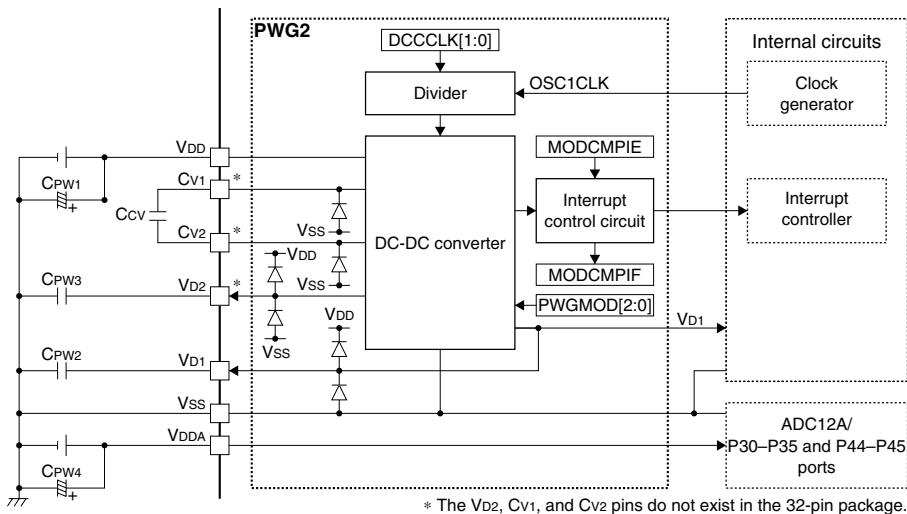 PWG2
DCCCLK[1:0]
Internal circuits
Divider
OSC1CLK
Clock
generator
VDD
CPW1
CV1
*
CCV
CV2
*
VSS
VDD
VSS
VSS
DC-DC converter
MODCMPIE
Interrupt
control circuit
MODCMPIF
PWGMOD[2:0]
Interrupt
controller
CPW3
VD2
*
VDD
VD1
CPW2
VD1
VSS
VDDA
CPW4
ADC12A/
P30–P35 and P44–P45
ports
+
+
* The VD2, CV1, and CV2 pins do not exist in the 32-pin package.